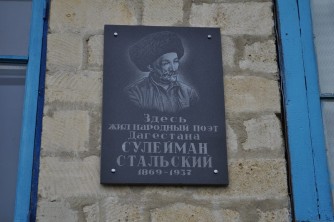 Здесь
жил народный поэт
Дагестана
СУЛЕЙМАН
СТАЛЬСКИЙ
1869-1937